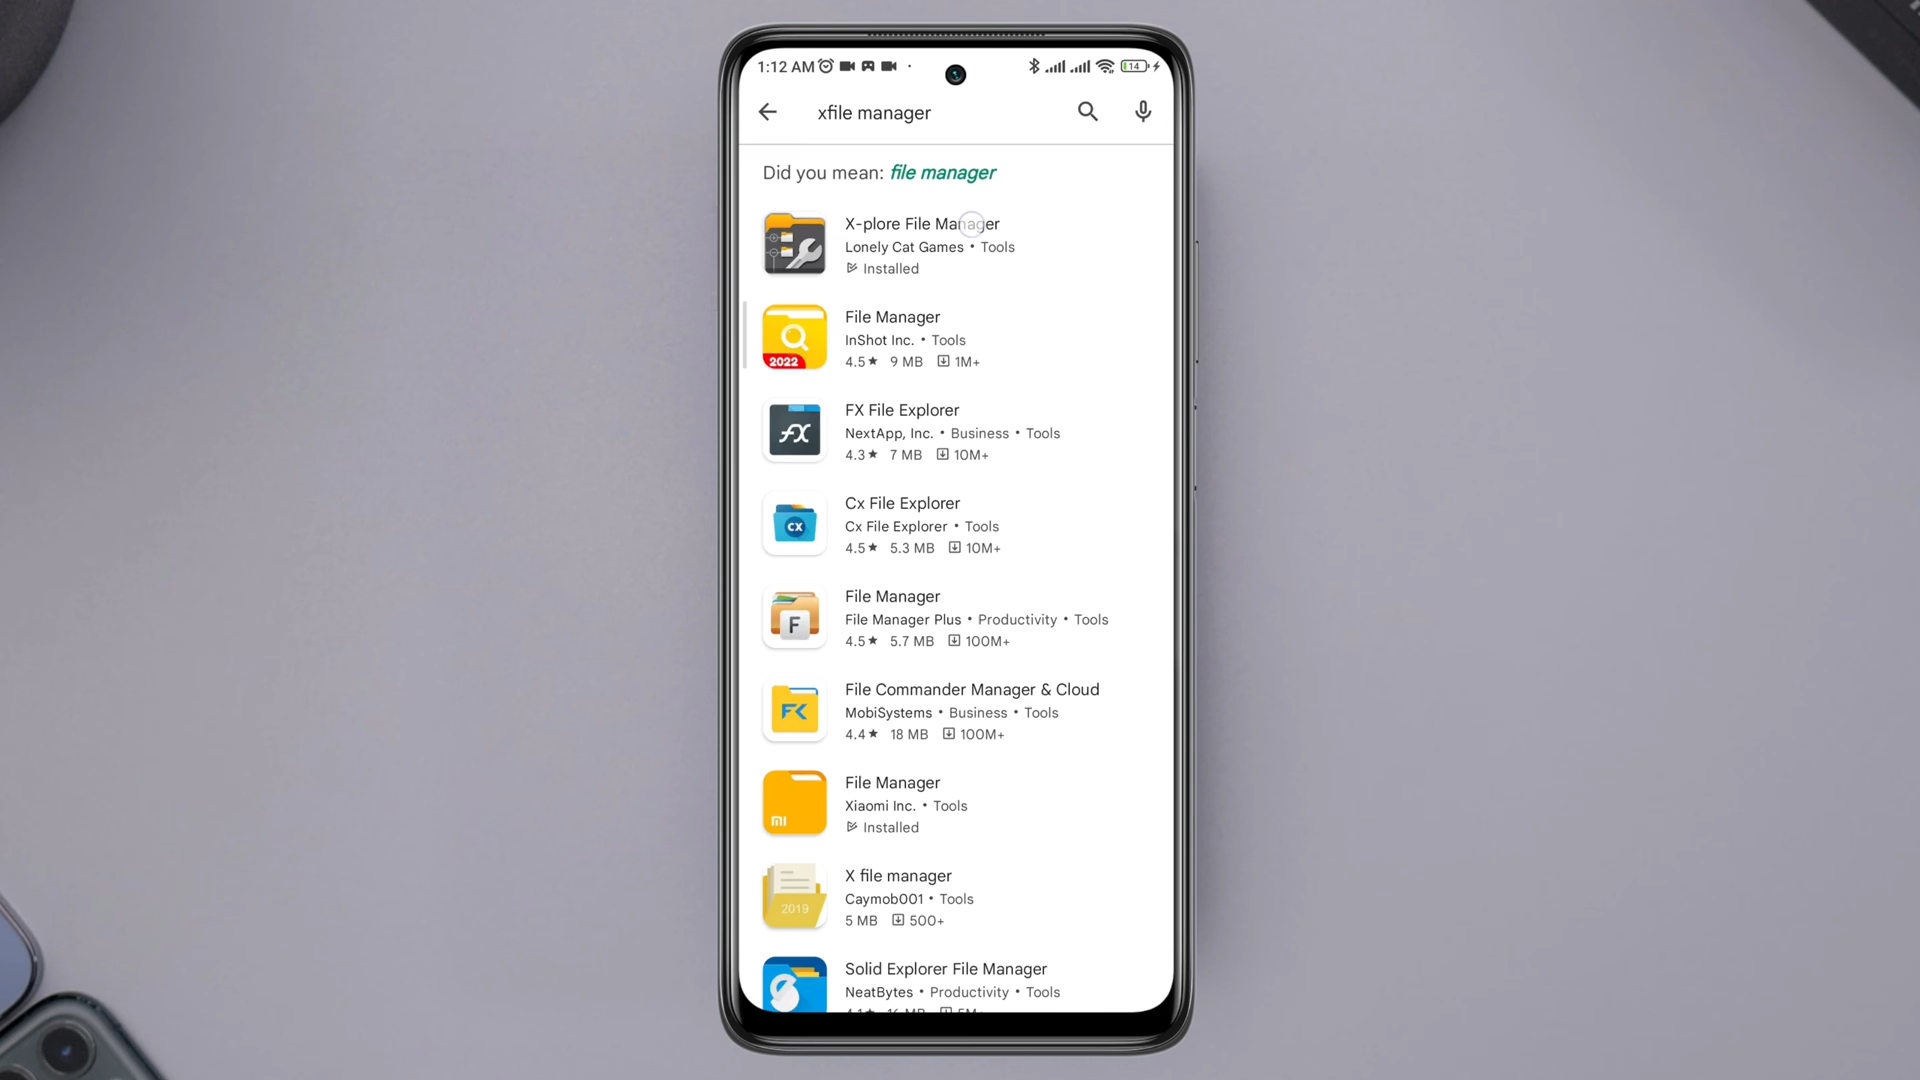 1:12 AM 14
xfile manager
Did you mean: file manager
X-plore File Manager
Lonely Cat Games • Tools
Installed
File Manager
InShot Inc. • Tools
2022
4.5★ 9 MB 1M+
FX File Explorer
FX
NextApp, Inc. • Business • Tools
4.3★ 7 MB 10M+
Cx File Explorer
CX
Cx File Explorer • Tools
4.5★ 5.3 MB 10M+
File Manager
F
File Manager Plus • Productivity • Tools
4.5★ 5.7 MB 100M+
File Commander Manager & Cloud
MobiSystems • Business • Tools
4.4★ 18 MB 100M+
File Manager
Xiaomi Inc. • Tools
mi
Installed
X file manager
Caymob001 • Tools
2019
5 MB 500+
Solid Explorer File Manager
NeatBytes • Productivity • Tools